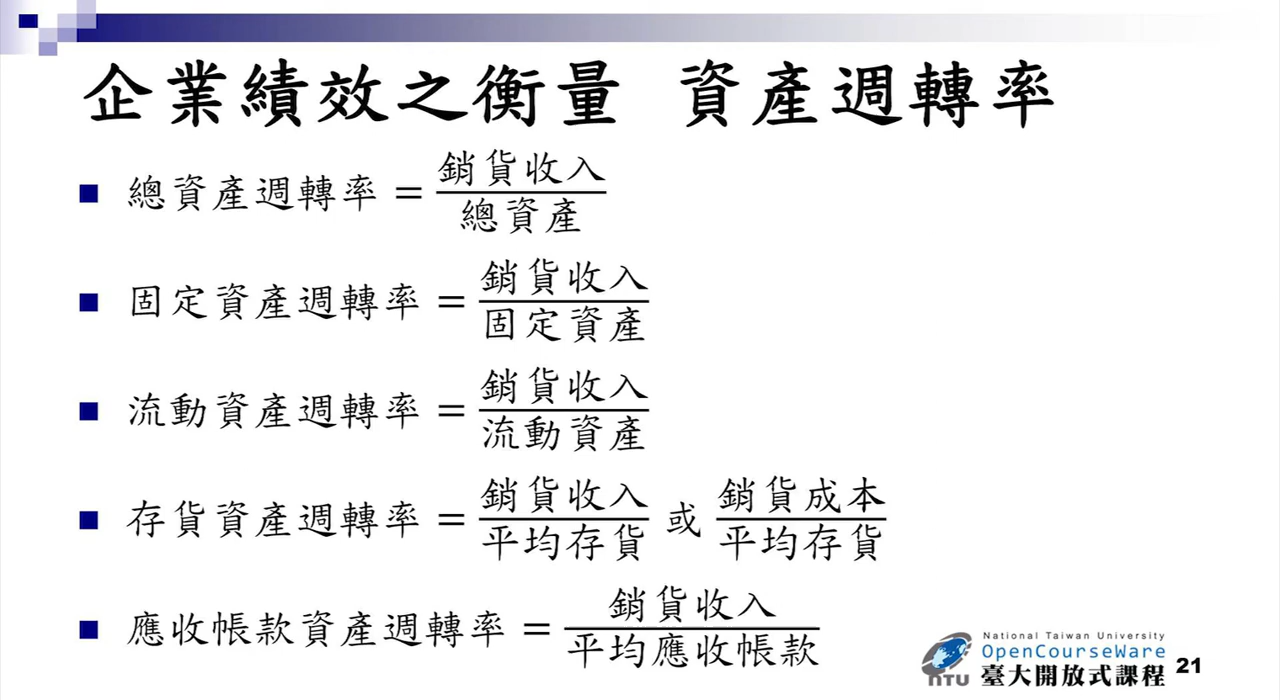 企業績效之衡量 資產週轉率
■ 總資產週轉率 = 銷貨收入 / 總資產
■ 固定資產週轉率 = 銷貨收入 / 固定資產
■ 流動資產週轉率 = 銷貨收入 / 流動資產
■ 存貨資產週轉率 = 銷貨收入 / 平均存貨 或 銷貨成本 / 平均存貨
■ 應收帳款資產週轉率 = 銷貨收入 / 平均應收帳款
National Taiwan University
OpenCourseWare
NTU 臺大開放式課程 21